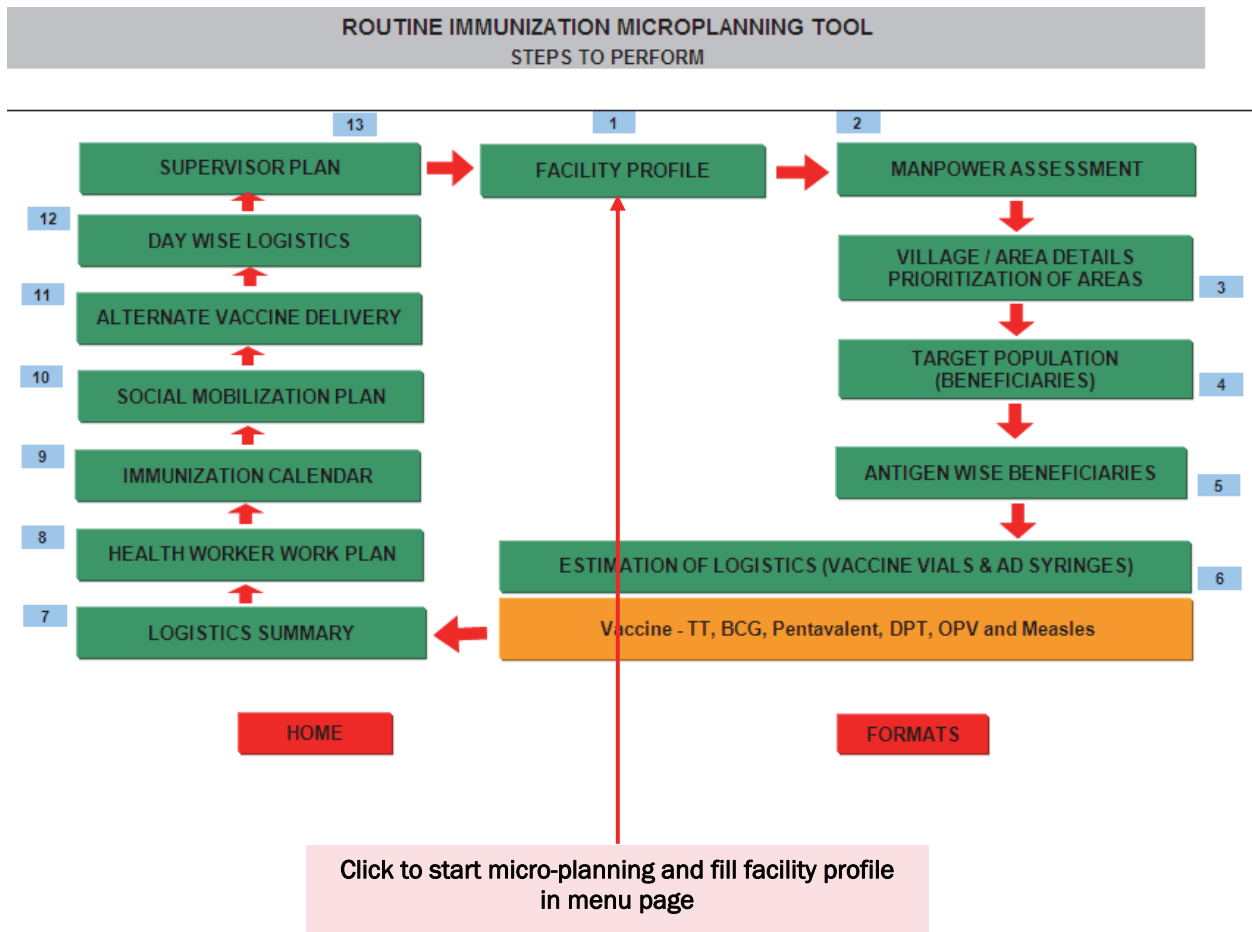 ROUTINE IMMUNIZATION MICROPLANNING TOOL
STEPS TO PERFORM
13
1
2
SUPERVISOR PLAN
FACILITY PROFILE
MANPOWER ASSESSMENT
12
DAY WISE LOGISTICS
VILLAGE / AREA DETAILS
PRIORITIZATION OF AREAS
3
11
ALTERNATE VACCINE DELIVERY
TARGET POPULATION
(BENEFICIARIES)
4
10
SOCIAL MOBILIZATION PLAN
9
IMMUNIZATION CALENDAR
ANTIGEN WISE BENEFICIARIES
5
8
HEALTH WORKER WORK PLAN
ESTIMATION OF LOGISTICS (VACCINE VIALS & AD SYRINGES)
6
7
LOGISTICS SUMMARY
Vaccine - TT, BCG, Pentavalent, DPT, OPV and Measles
HOME
FORMATS
Click to start micro-planning and fill facility profile
in menu page